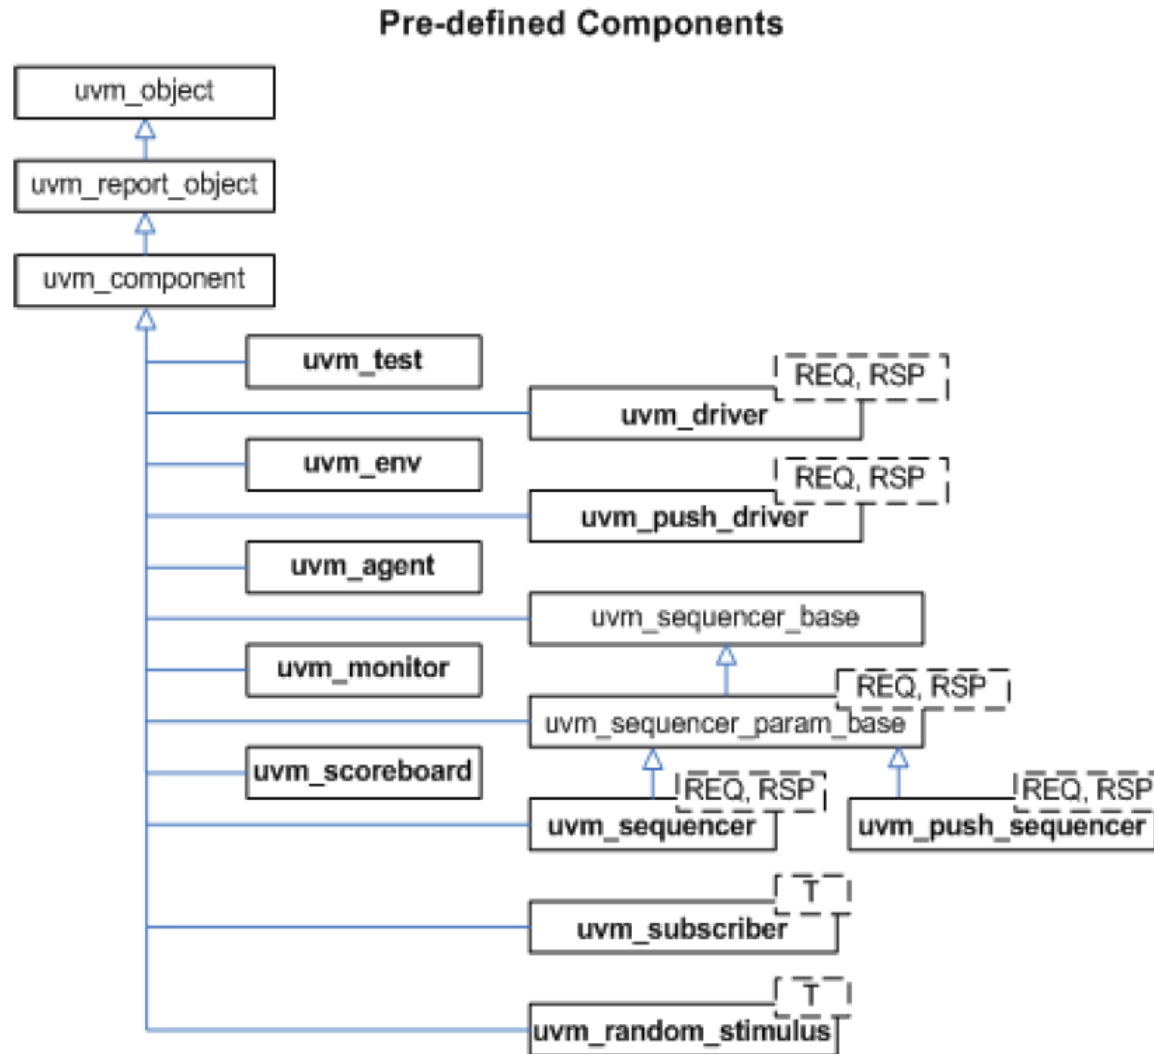 Pre-defined Components
uvm_object
uvm_report_object
uvm_component
uvm_test
REQ, RSP
uvm_driver
uvm_env
REQ, RSP
uvm_push_driver
uvm_agent
uvm_sequencer_base
uvm_monitor
REQ, RSP
uvm_sequencer_param_base
uvm_scoreboard
REQ, RSP
REQ, RSP
uvm_sequencer
uvm_push_sequencer
T
uvm_subscriber
T
uvm_random_stimulus